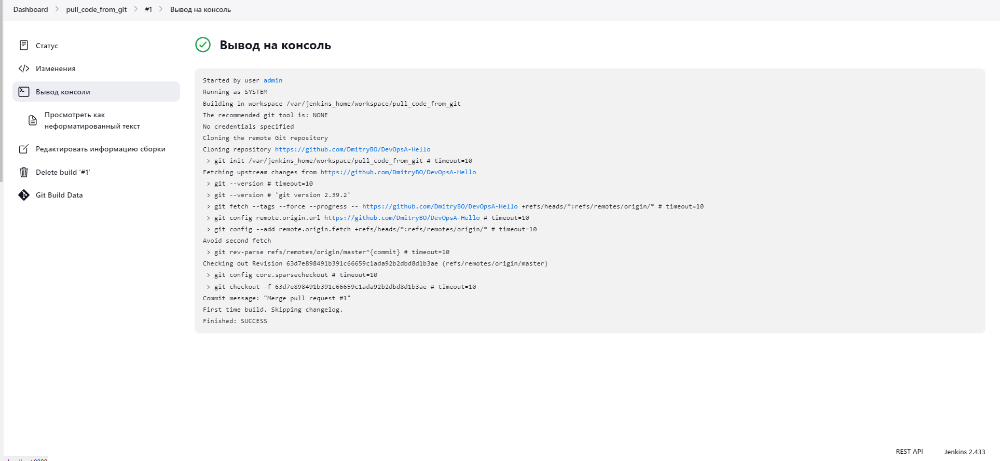 Dashboard > pull_code_from_git > #1 > Вывод на консоль
Статус
Изменения
Вывод консоли
Просмотреть как
неформатированный текст
Редактировать информацию сборки
Delete build ‘#1’
Git Build Data
Вывод на консоль
Started by user admin
Running as SYSTEM
Building in workspace /var/jenkins_home/workspace/pull_code_from_git
The recommended git tool is: NONE
No credentials specified
Cloning the remote Git repository
Cloning repository https://github.com/DmitryBO/DevOpsA-Hello
 > git init /var/jenkins_home/workspace/pull_code_from_git # timeout=10
Fetching upstream changes from https://github.com/DmitryBO/DevOpsA-Hello
 > git --version # timeout=10
 > git --version # 'git version 2.39.2'
 > git fetch --tags --force --progress -- https://github.com/DmitryBO/DevOpsA-Hello +refs/heads/*:refs/remotes/origin/* # timeout=10
 > git config remote.origin.url https://github.com/DmitryBO/DevOpsA-Hello # timeout=10
 > git config --add remote.origin.fetch +refs/heads/*:refs/remotes/origin/* # timeout=10
Avoid second fetch
 > git rev-parse refs/remotes/origin/master^{commit} # timeout=10
Checking out Revision 63d7e898491b391c66659c1ada92b2dbd8d1b3ae (refs/remotes/origin/master)
 > git config core.sparsecheckout # timeout=10
 > git checkout -f 63d7e898491b391c66659c1ada92b2dbd8d1b3ae # timeout=10
Commit message: "Merge pull request #1"
First time build. Skipping changelog.
Finished: SUCCESS
REST API
Jenkins 2.433